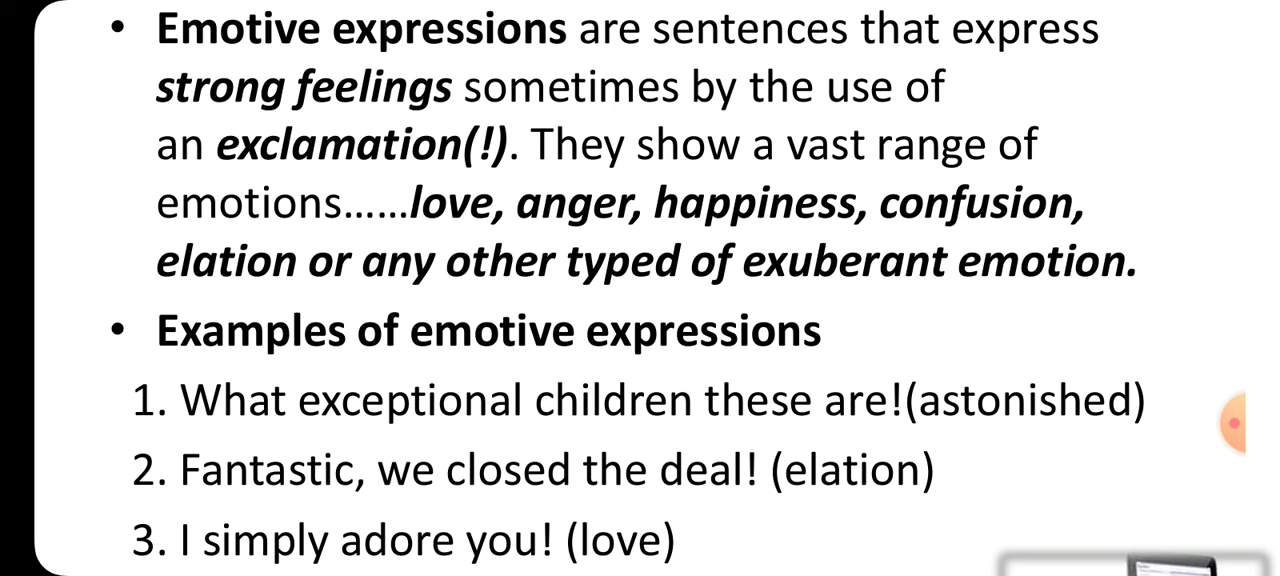 • Emotive expressions are sentences that express
strong feelings sometimes by the use of
an exclamation(!). They show a vast range of
emotions......love, anger, happiness, confusion,
elation or any other typed of exuberant emotion.
• Examples of emotive expressions
1. What exceptional children these are!(astonished)
2. Fantastic, we closed the deal! (elation)
3. I simply adore you! (love)